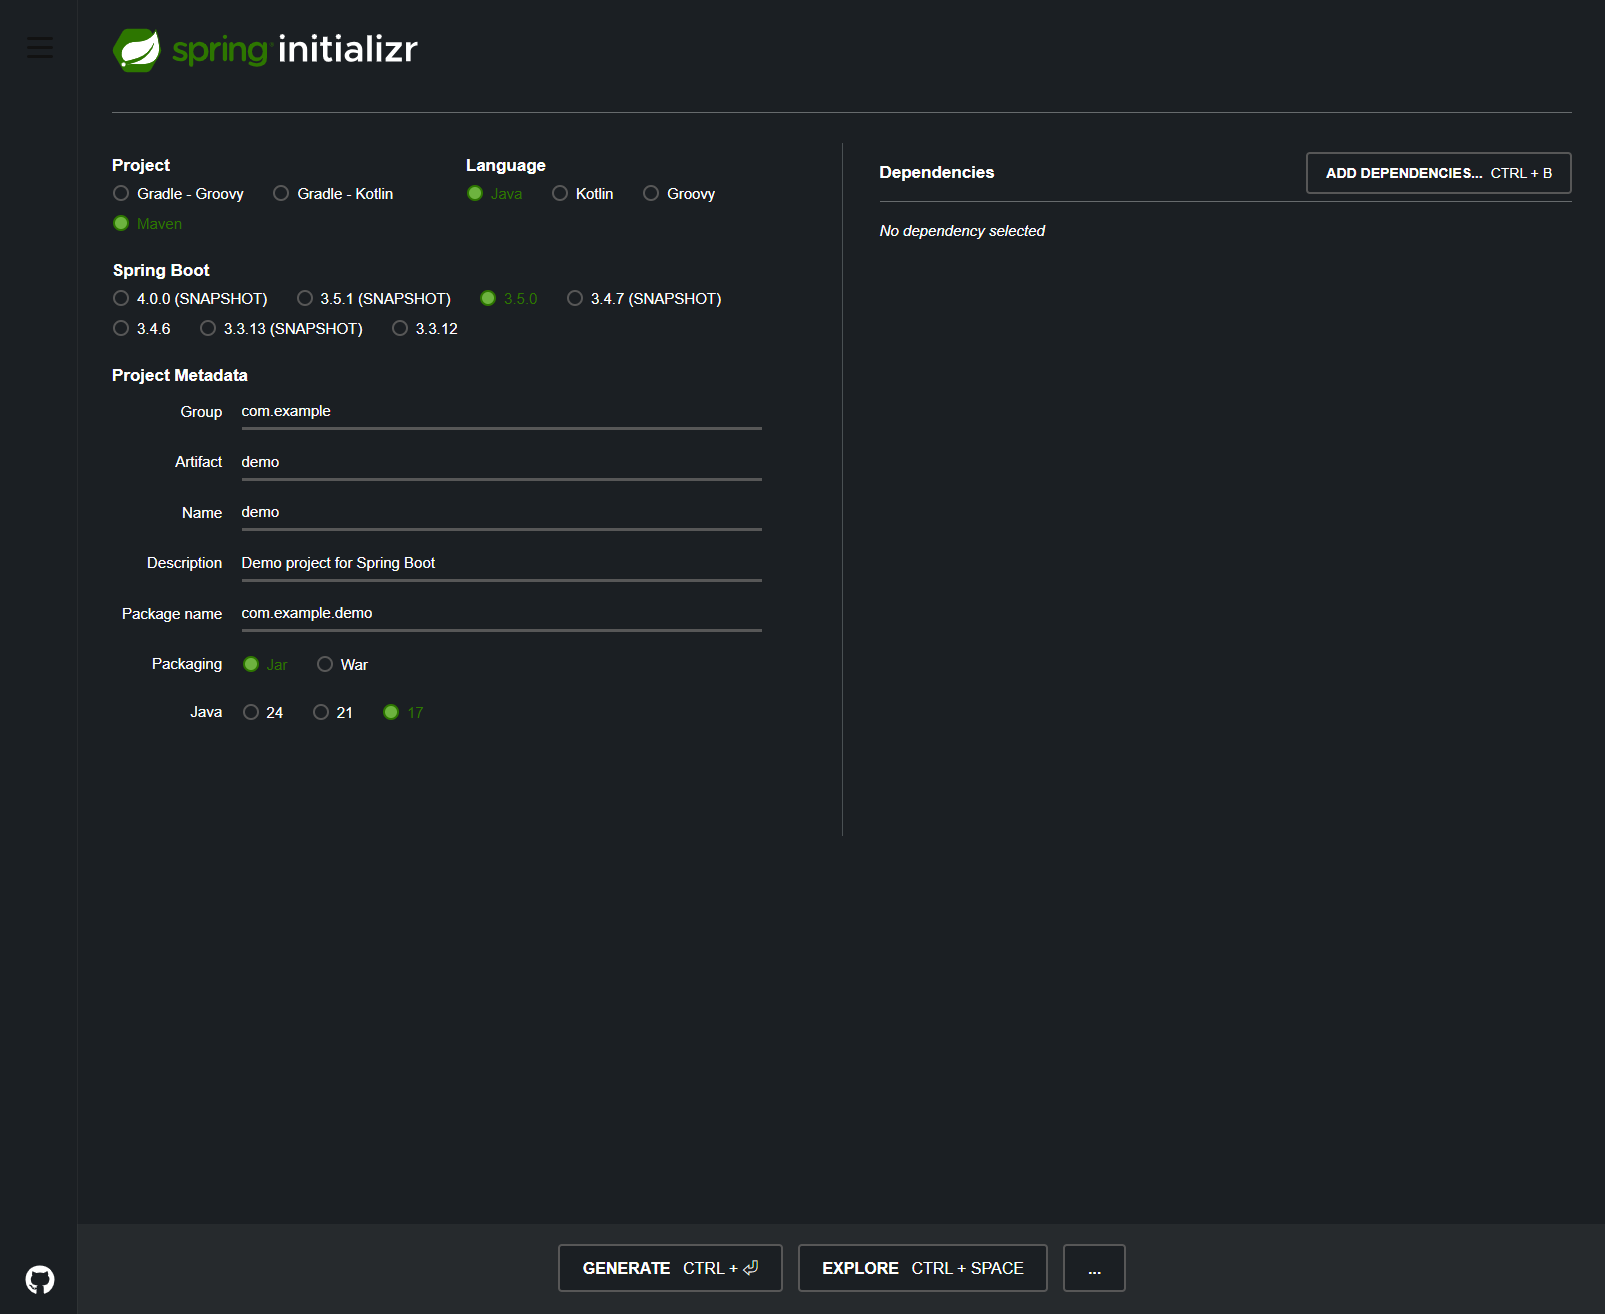 spring initializr
Project
Gradle - Groovy Gradle - Kotlin
Maven
Language
Java Kotlin Groovy
Spring Boot
4.0.0 (SNAPSHOT) 3.5.1 (SNAPSHOT) 3.5.0 3.4.7 (SNAPSHOT)
3.4.6 3.3.13 (SNAPSHOT) 3.3.12
Project Metadata
Group com.example
Artifact demo
Name demo
Description Demo project for Spring Boot
Package name com.example.demo
Packaging Jar War
Java 24 21 17
Dependencies ADD DEPENDENCIES... CTRL + B
No dependency selected
GENERATE CTRL + ⏎ EXPLORE CTRL + SPACE ...